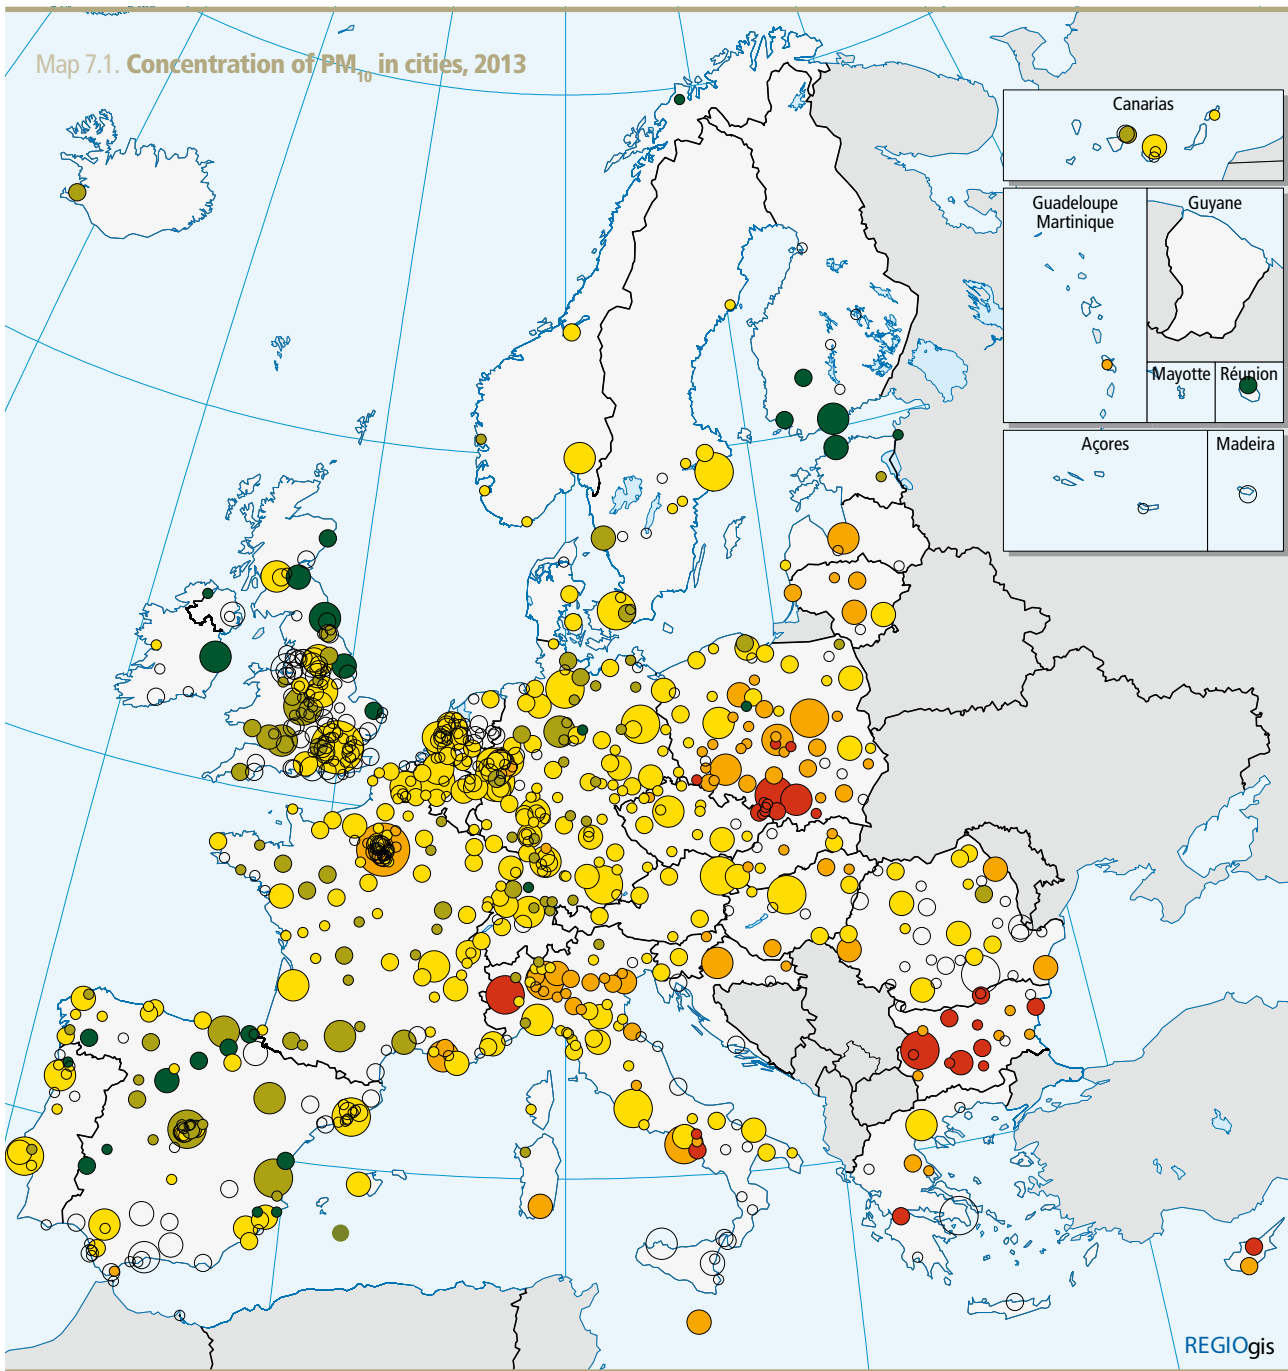 Map 7.1. Concentration of PM₁₀ in cities, 2013
Canarias
Guadeloupe
Martinique
Guyane
Mayotte
Réunion
Açores
Madeira
REGIOgis